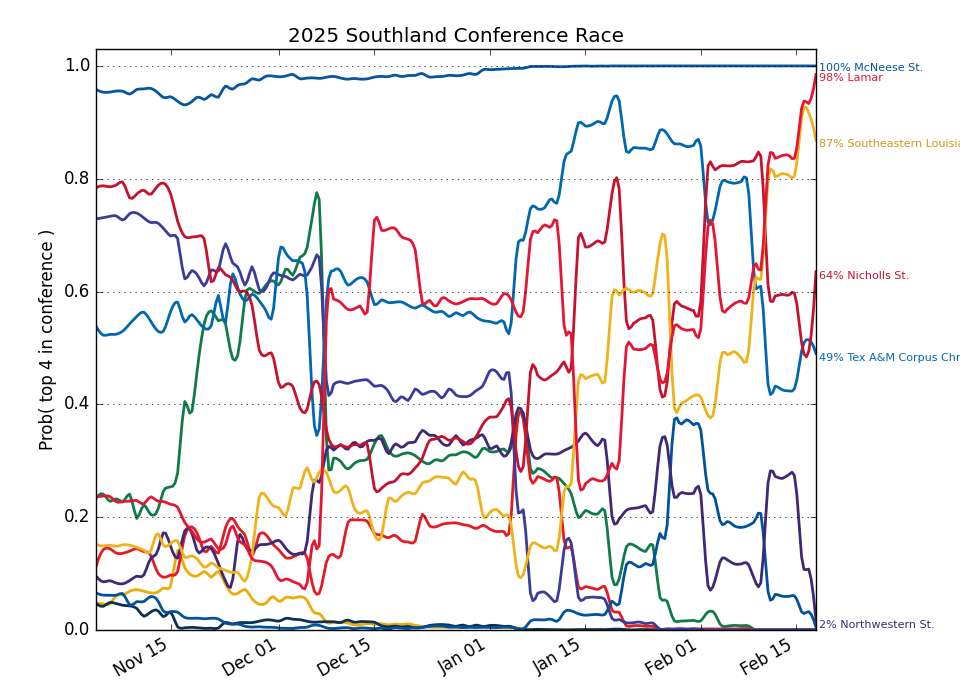 2025 Southland Conference Race
Prob( top 4 in conference )
1.0
0.8
0.6
0.4
0.2
0.0
100% McNeese St.
98% Lamar
87% Southeastern Louisia
64% Nicholls St.
49% Tex A&M Corpus Chr
2% Northwestern St.
Nov 15
Dec 01
Dec 15
Jan 01
Jan 15
Feb 01
Feb 15